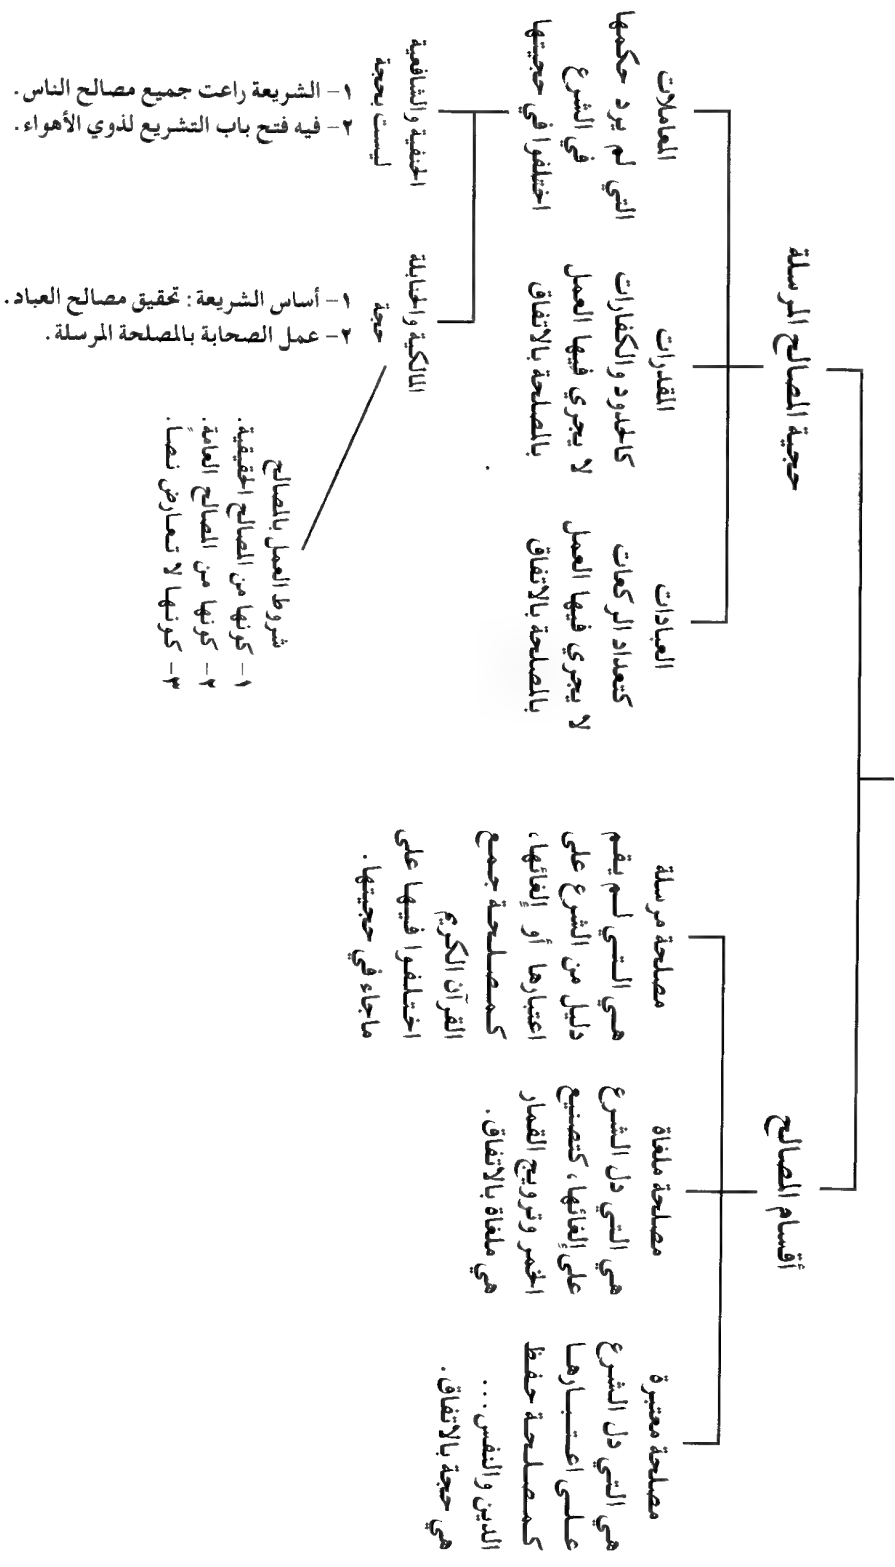 أقسام المصالح
مصلحة معتبرة
هي التي دل الشرع
على اعتبارها
كمصلحة حفظ
الدين والنفس ...
هي حجة بالاتفاق.
مصلحة ملغاة
هي التي دل الشرع
على إلغائها، كتصنيع
الخمر وترويج القمار
هي ملغاة بالاتفاق.
مصلحة مرسلة
هي التي لم يقم
دليل من الشرع على
اعتبارها أو إلغائها،
كمصلحة جمع
القرآن الكريم
اختلفوا فيها على
ماجاء في حجيتها.
حجية المصالح المرسلة
العبادات
كتعداد الركعات
لا يجري فيها العمل
بالمصلحة بالاتفاق
المقدرات
كالحدود والكفارات
لا يجري فيها العمل
بالمصلحة بالاتفاق
المعاملات
التي لم يرد حكمها
في الشرع
اختلفوا في حجيتها
المالكية والحنابلة
حجة
١- أساس الشريعة: تحقيق مصالح العباد.
٢- عمل الصحابة بالمصلحة المرسلة.
شروط العمل بالمصالح
١- كونها من المصالح الحقيقية.
٢- كونها من المصالح العامة.
٣- كونها لا تعارض نصاً.
الحنفية والشافعية
ليست بحجة
١- الشريعة راعت جميع مصالح الناس.
٢- فيه فتح باب التشريع لذوي الأهواء.